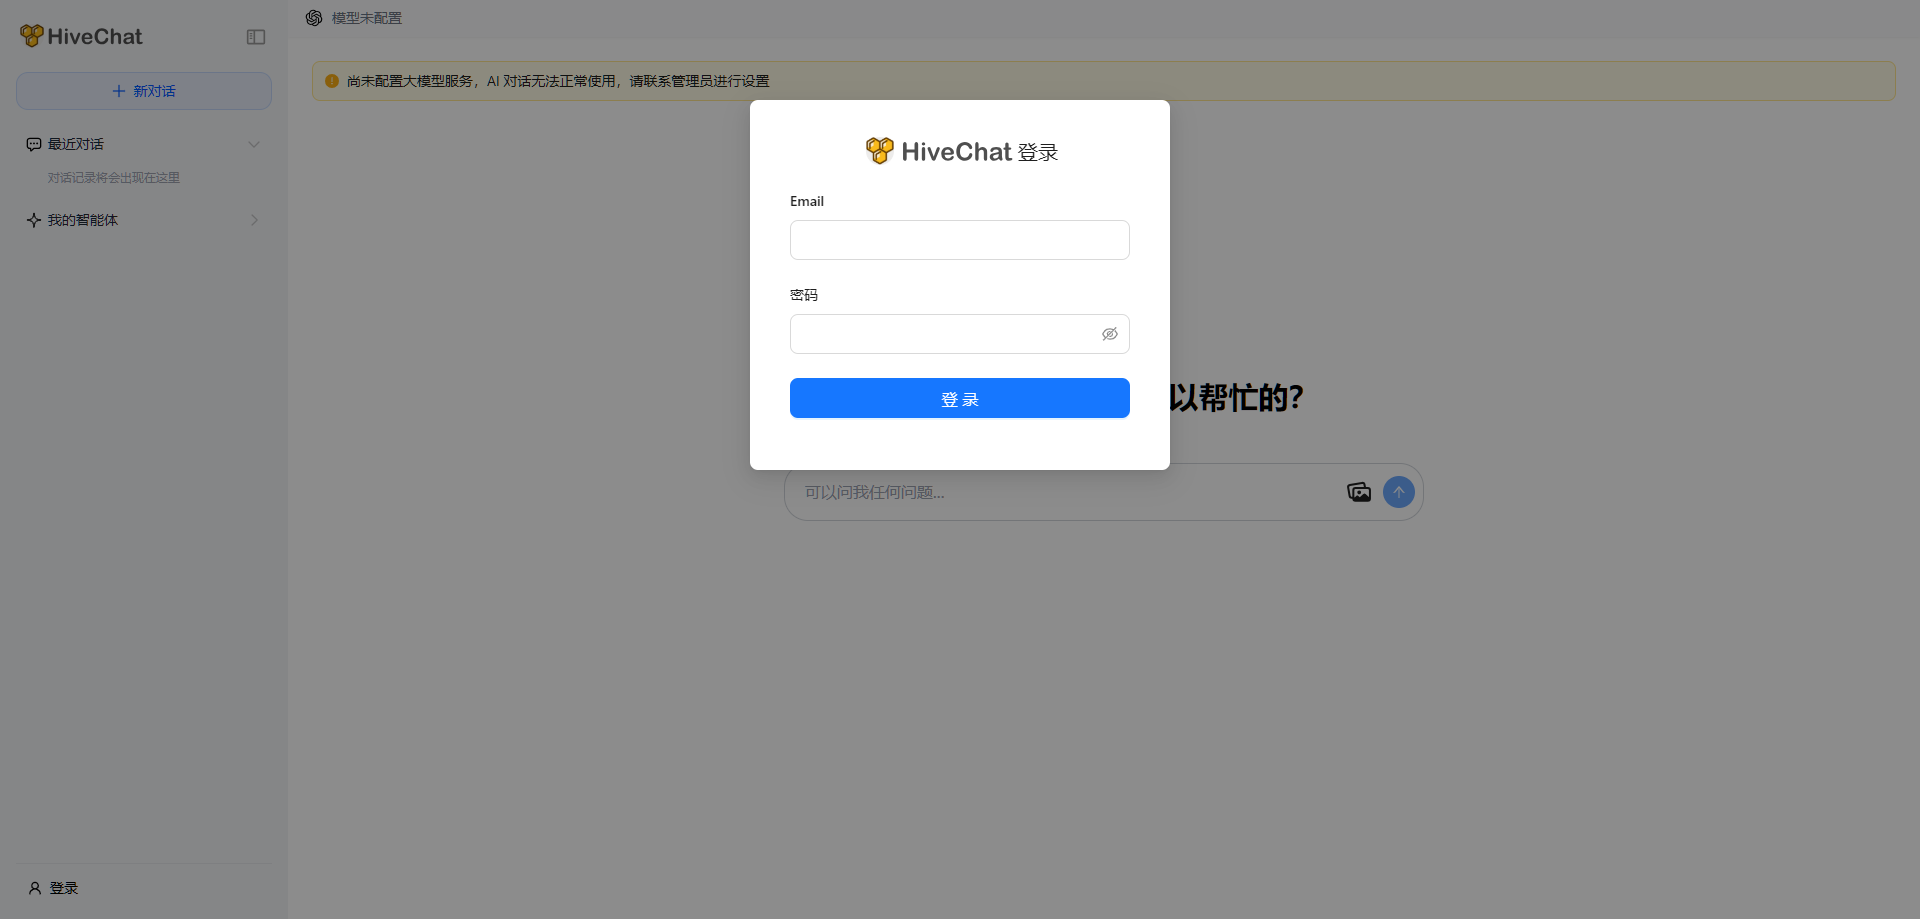 HiveChat
新对话
最近对话
对话记录将会出现在这里
我的智能体
登录
模型未配置
尚未配置大模型服务，AI 对话无法正常使用，请联系管理员进行设置
HiveChat 登录
Email
密码
登 录
以帮忙的?
可以问我任何问题...